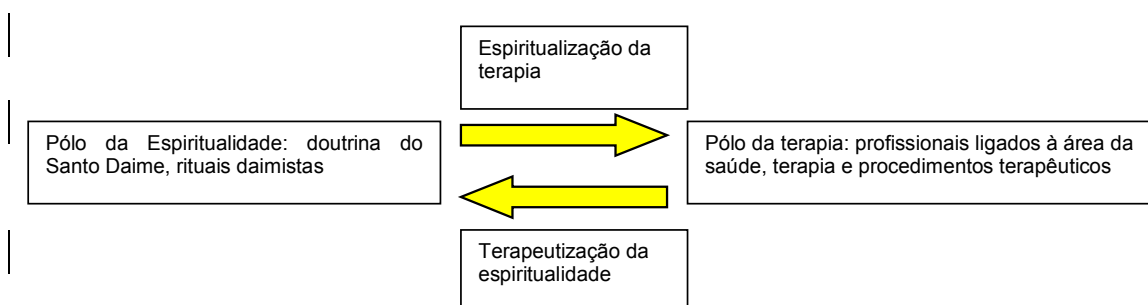 Espiritualização da
terapia
Pólo da Espiritualidade: doutrina do
Santo Daime, rituais daimistas
Pólo da terapia: profissionais ligados à área da
saúde, terapia e procedimentos terapêuticos
Terapeutização da
espiritualidade